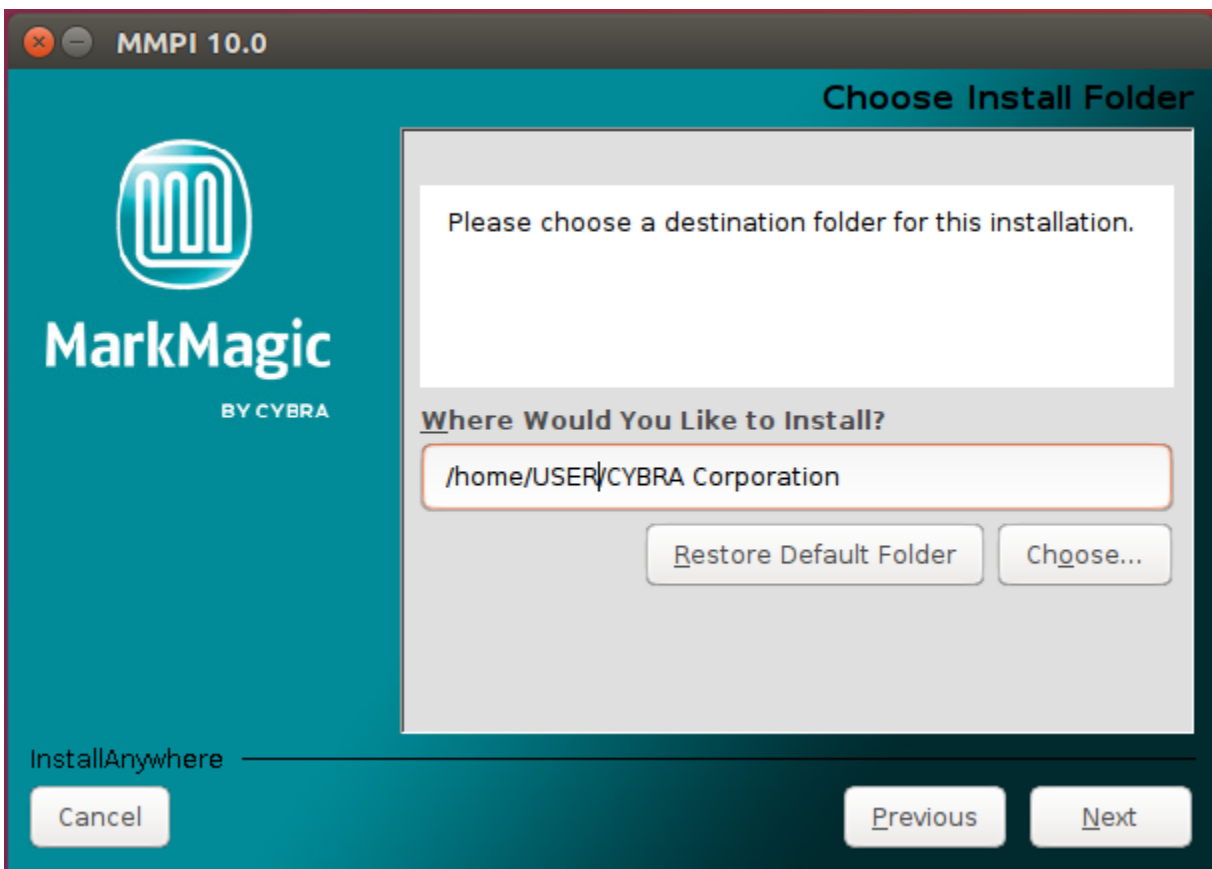 MMPI 10.0
Choose Install Folder
MarkMagic
BY CYBRA
Please choose a destination folder for this installation.
Where Would You Like to Install?
/home/USER/CYBRA Corporation
Restore Default Folder
Choose...
InstallAnywhere
Cancel
Previous
Next